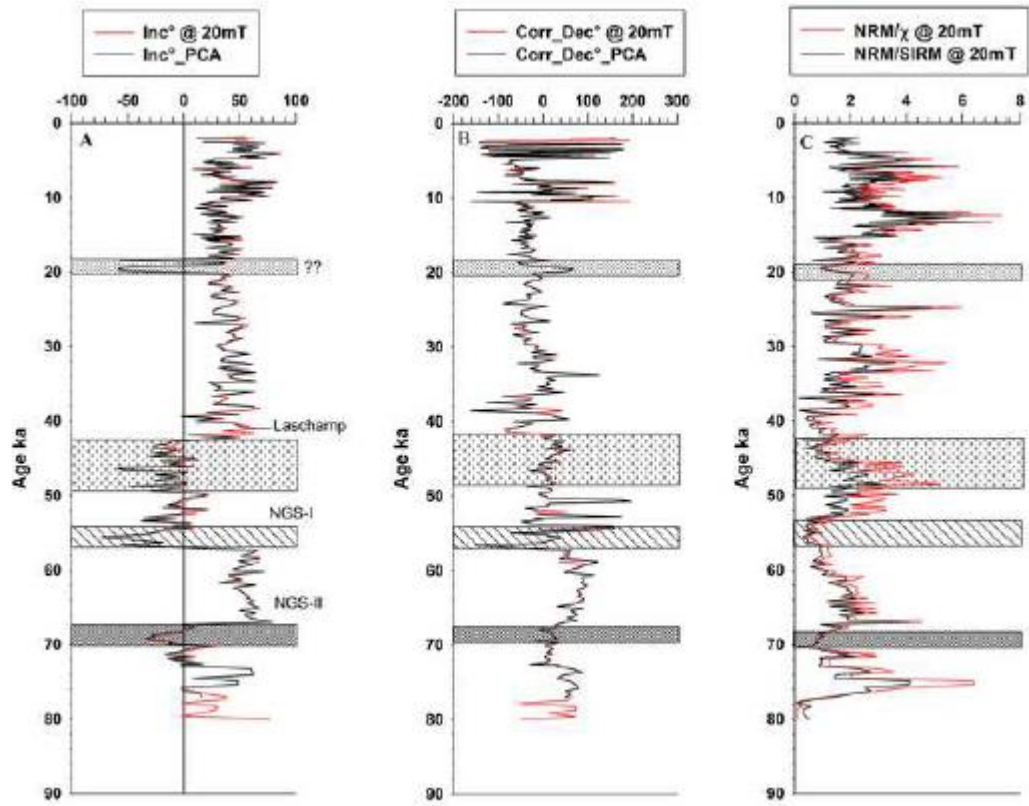 Inc° @ 20mT
Inc°_PCA
-100 -50 0 50 100
A
0
10
20
30
40
50
60
70
80
90
Age ka
??
Laschamp
NGS-I
NGS-II
Corr_Dec° @ 20mT
Corr_Dec°_PCA
-200 -100 0 100 200 300
B
0
10
20
30
40
50
60
70
80
90
Age ka
NRM/χ @ 20mT
NRM/SIRM @ 20mT
0 2 4 6 8
C
0
10
20
30
40
50
60
70
80
90
Age ka